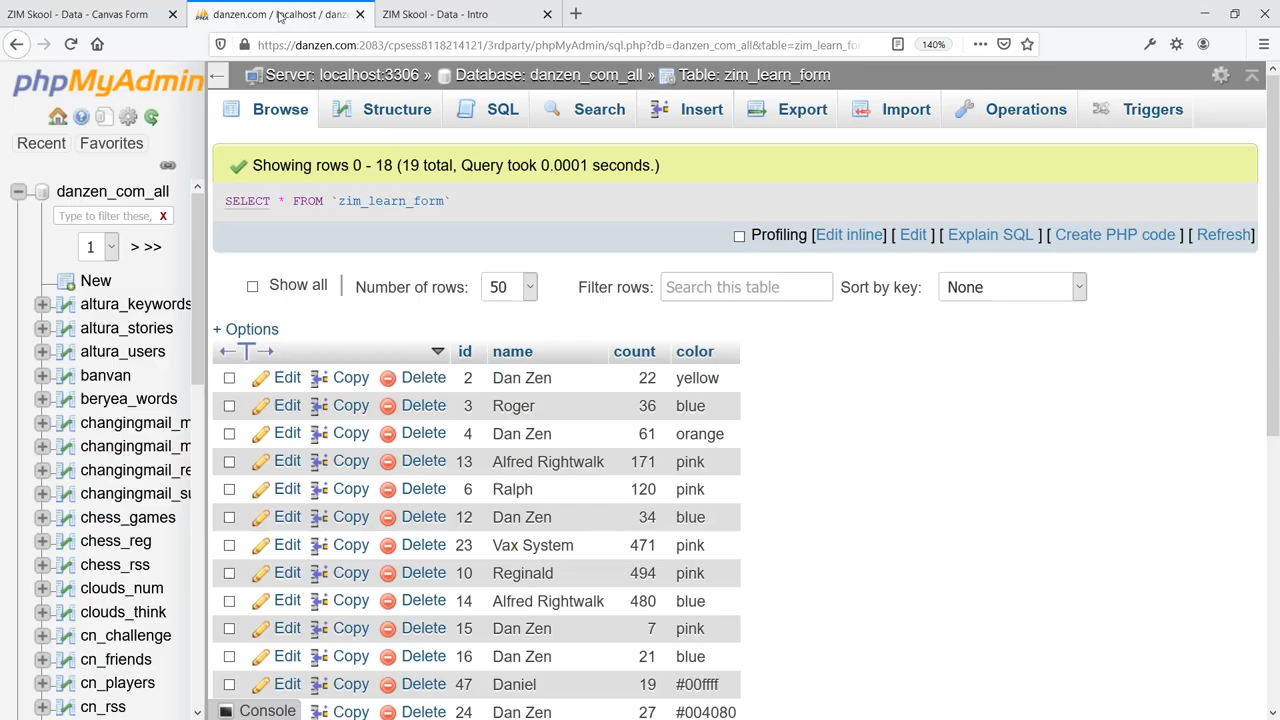 ZIM Skool - Data - Canvas Form
danzen.com / localhost / danze
ZIM Skool - Data - Intro
https://danzen.com:2083/cpsess8118214121/3rdparty/phpMyAdmin/sql.php?db=danzen_com_all&table=zim_learn_fo
140%
phpMyAdmin
Recent Favorites
danzen_com_all
Type to filter these, X
1 > >>
New
altura_keywords
altura_stories
altura_users
banvan
beryea_words
changingmail_m
changingmail_m
changingmail_re
changingmail_su
chess_games
chess_reg
chess_rss
clouds_num
clouds_think
cn_challenge
cn_friends
cn_players
cn_rss
Server: localhost:3306 » Database: danzen_com_all » Table: zim_learn_form
Browse Structure SQL Search Insert Export Import Operations Triggers
Showing rows 0 - 18 (19 total, Query took 0.0001 seconds.)
SELECT * FROM `zim_learn_form`
Profiling [Edit inline] [ Edit ] [ Explain SQL ] [ Create PHP code ] [ Refresh]
Show all Number of rows: 50 Filter rows: Search this table Sort by key: None
+ Options
←T→ id name count color
Edit Copy Delete 2 Dan Zen 22 yellow
Edit Copy Delete 3 Roger 36 blue
Edit Copy Delete 4 Dan Zen 61 orange
Edit Copy Delete 13 Alfred Rightwalk 171 pink
Edit Copy Delete 6 Ralph 120 pink
Edit Copy Delete 12 Dan Zen 34 blue
Edit Copy Delete 23 Vax System 471 pink
Edit Copy Delete 10 Reginald 494 pink
Edit Copy Delete 14 Alfred Rightwalk 480 blue
Edit Copy Delete 15 Dan Zen 7 pink
Edit Copy Delete 16 Dan Zen 21 blue
Edit Copy Delete 47 Daniel 19 #00ffff
Console Copy Delete 24 Dan Zen 27 #004080